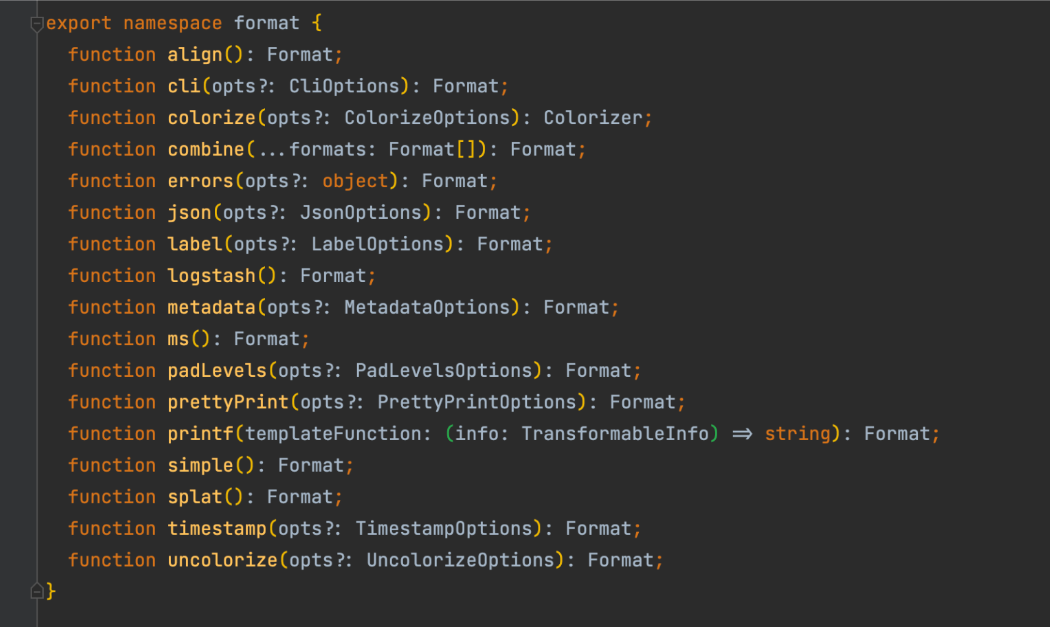 export namespace format {
function align(): Format;
function cli(opts?: CliOptions): Format;
function colorize(opts?: ColorizeOptions): Colorizer;
function combine(...formats: Format[]): Format;
function errors(opts?: object): Format;
function json(opts?: JsonOptions): Format;
function label(opts?: LabelOptions): Format;
function logstash(): Format;
function metadata(opts?: MetadataOptions): Format;
function ms(): Format;
function padLevels(opts?: PadLevelsOptions): Format;
function prettyPrint(opts?: PrettyPrintOptions): Format;
function printf(templateFunction: (info: TransformableInfo) => string): Format;
function simple(): Format;
function splat(): Format;
function timestamp(opts?: TimestampOptions): Format;
function uncolorize(opts?: UncolorizeOptions): Format;
}